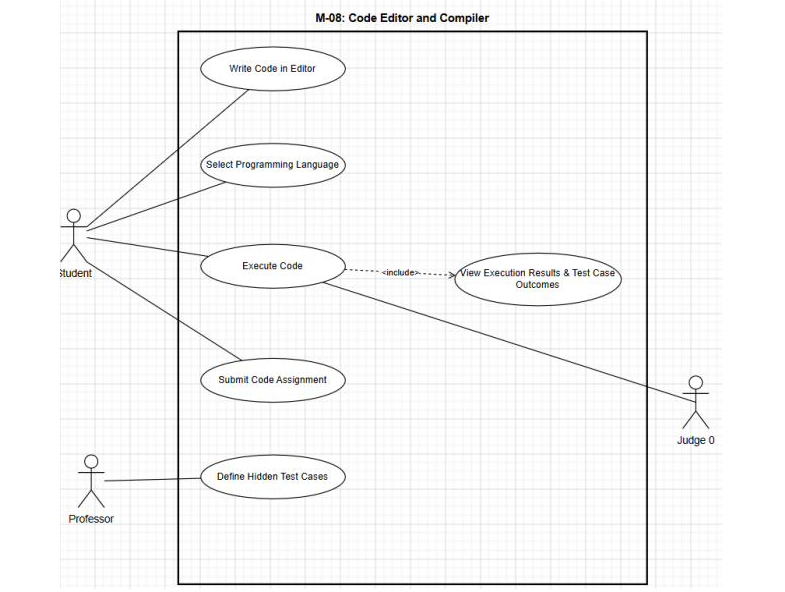 M-08: Code Editor and Compiler
Write Code in Editor
Select Programming Language
Student
Execute Code
<include>
View Execution Results & Test Case
Outcomes
Submit Code Assignment
Judge 0
Define Hidden Test Cases
Professor